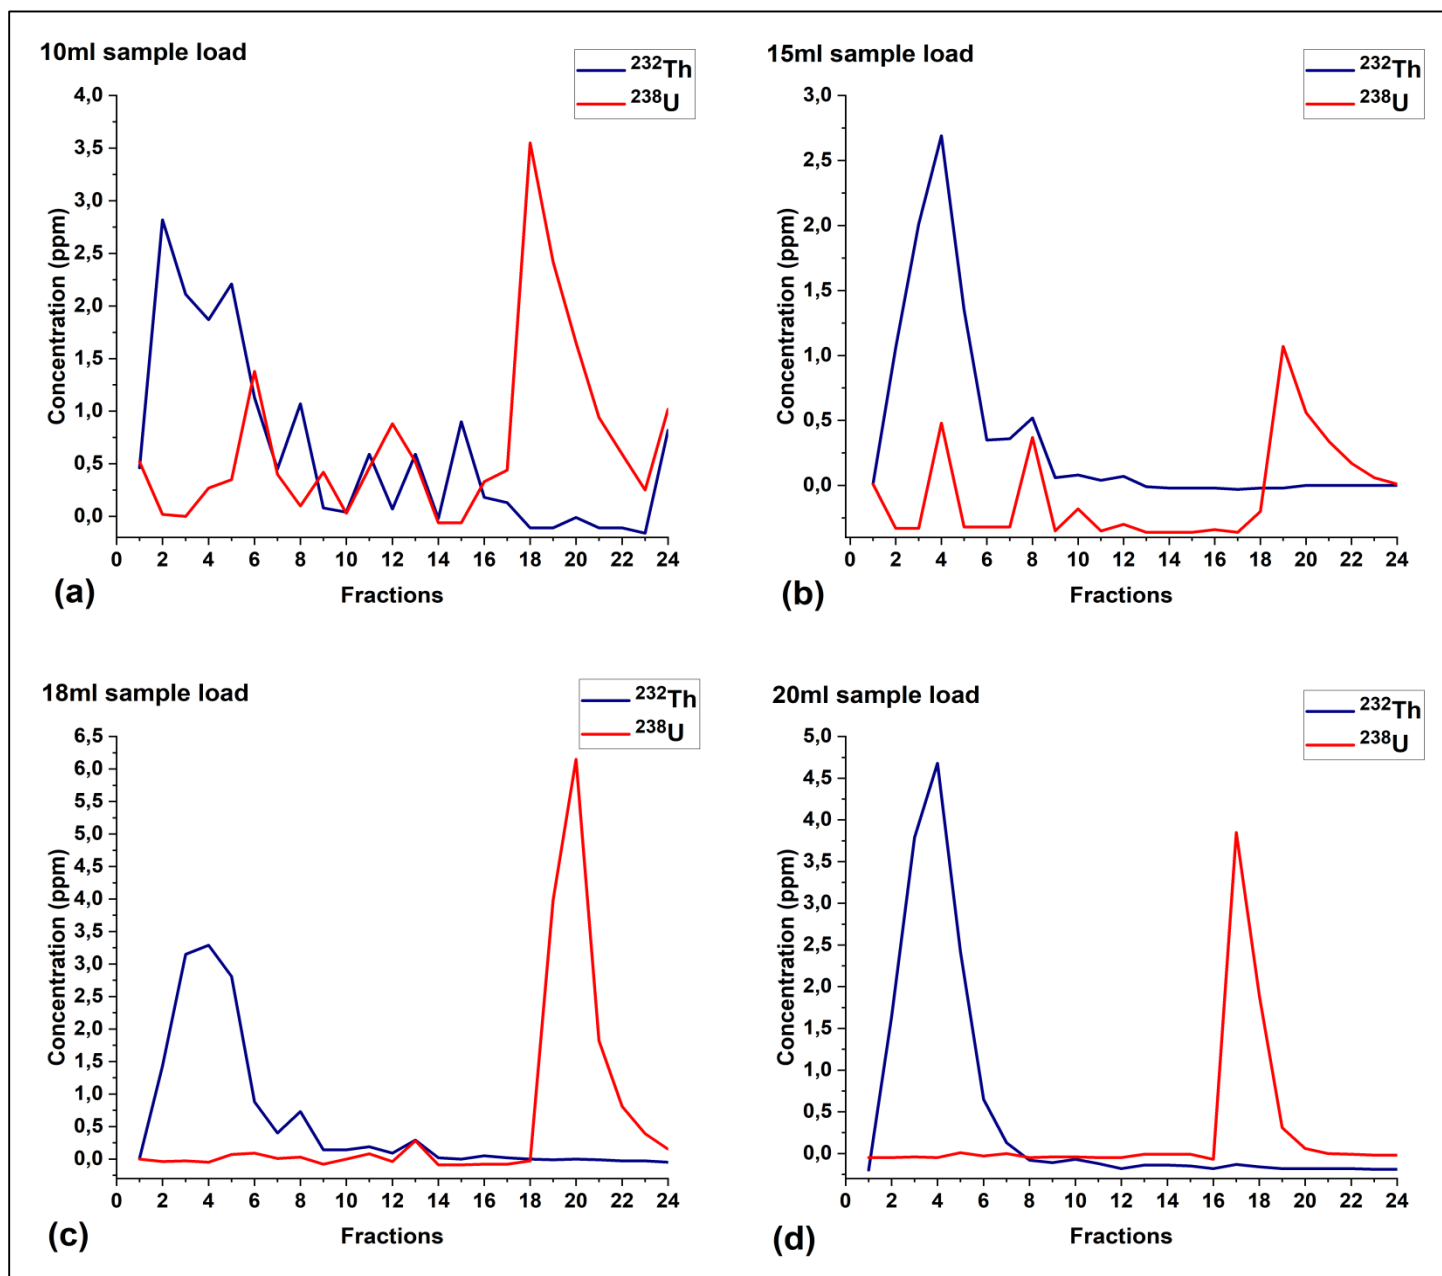 10ml sample load
²³²Th
²³⁸U
4,0
3,5
3,0
2,5
2,0
1,5
1,0
0,5
0,0
Concentration (ppm)
0 2 4 6 8 10 12 14 16 18 20 22 24
Fractions
(a)
15ml sample load
²³²Th
²³⁸U
3,0
2,5
2,0
1,5
1,0
0,5
0,0
Concentration (ppm)
0 2 4 6 8 10 12 14 16 18 20 22 24
Fractions
(b)
18ml sample load
²³²Th
²³⁸U
6,5
6,0
5,5
5,0
4,5
4,0
3,5
3,0
2,5
2,0
1,5
1,0
0,5
0,0
Concentration (ppm)
0 2 4 6 8 10 12 14 16 18 20 22 24
Fractions
(c)
20ml sample load
²³²Th
²³⁸U
5,0
4,5
4,0
3,5
3,0
2,5
2,0
1,5
1,0
0,5
0,0
Concentration (ppm)
0 2 4 6 8 10 12 14 16 18 20 22 24
Fractions
(d)